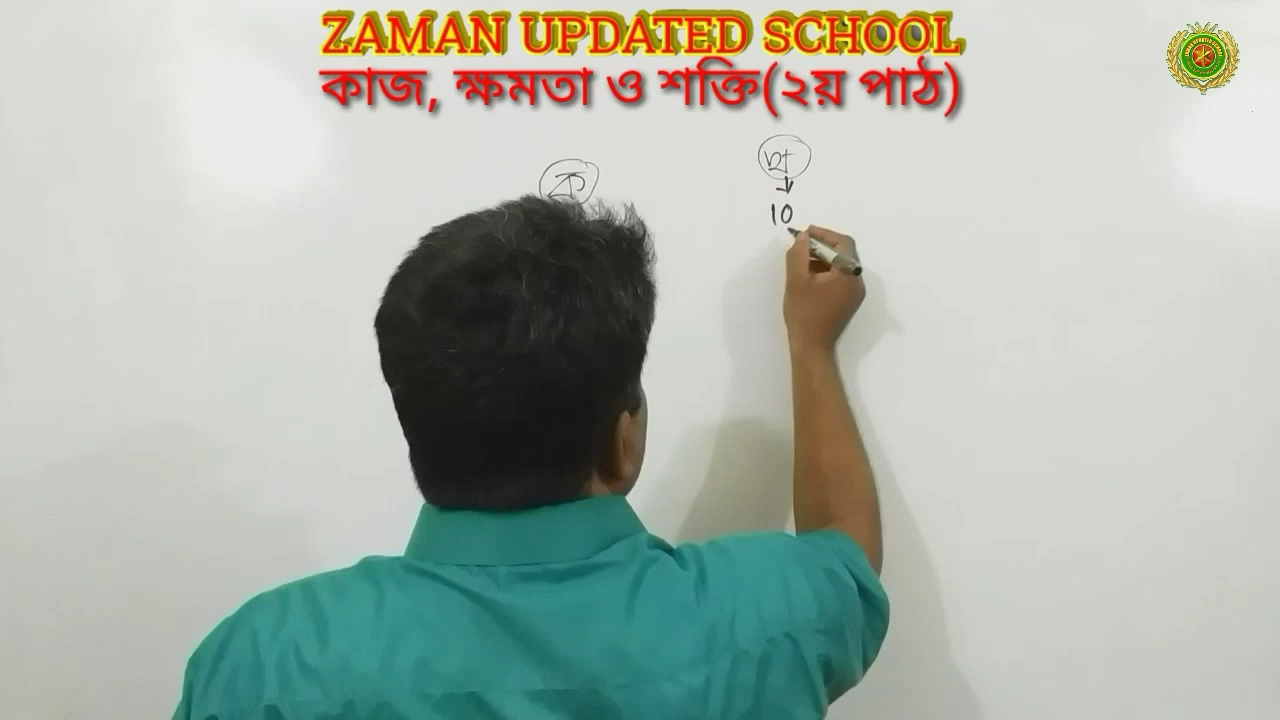 ZAMAN UPDATED SCHOOL
কাজ, ক্ষমতা ও শক্তি(২য় পাঠ)
ক
খ
10